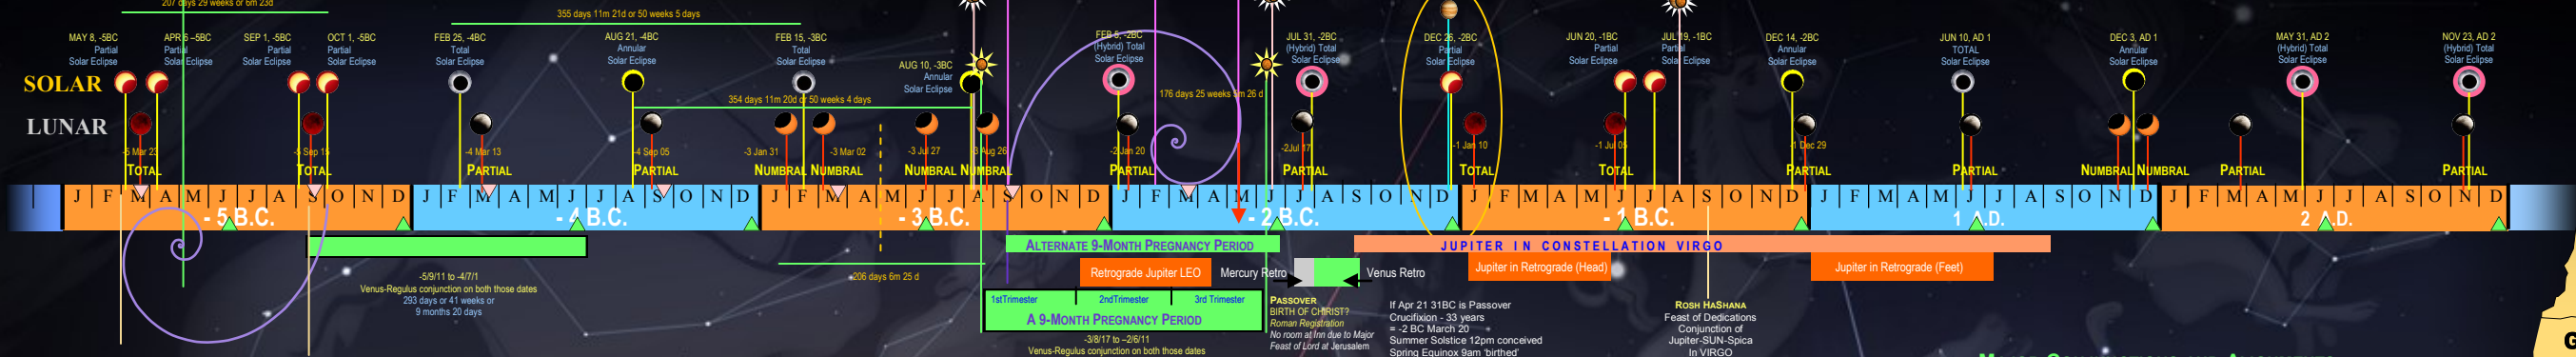 207 days 29 weeks or 6m 23d
355 days 11m 21d or 50 weeks 5 days
MAY 8, -5BC
Partial
Solar Eclipse
APR 6 -5BC
Partial
Solar Eclipse
SEP 1, -5BC
Partial
Solar Eclipse
OCT 1, -5BC
Partial
Solar Eclipse
FEB 25, -4BC
Total
Solar Eclipse
AUG 21, -4BC
Annular
Solar Eclipse
FEB 15, -3BC
Total
Solar Eclipse
AUG 10, -3BC
Annular
Solar Eclipse
FEB 5, -2BC
(Hybrid) Total
Solar Eclipse
JUL 31, -2BC
(Hybrid) Total
Solar Eclipse
DEC 26, -2BC
Partial
Solar Eclipse
JUN 20, -1BC
Partial
Solar Eclipse
JUL 19, -1BC
Partial
Solar Eclipse
DEC 14, -2BC
Annular
Solar Eclipse
JUN 10, AD 1
TOTAL
Solar Eclipse
DEC 3, AD 1
Annular
Solar Eclipse
MAY 31, AD 2
(Hybrid) Total
Solar Eclipse
NOV 23, AD 2
(Hybrid) Total
Solar Eclipse
SOLAR
354 days 11m 20d or 50 weeks 4 days
176 days 25 weeks 5m 26 d
LUNAR
-5 Mar 23
TOTAL
-5 Sep 15
TOTAL
-4 Mar 13
PARTIAL
-4 Sep 05
PARTIAL
-3 Jan 31
NUMBRAL
-3 Mar 02
NUMBRAL
-3 Jul 27
NUMBRAL
-3 Aug 26
NUMBRAL
-2 Jan 20
PARTIAL
-2Jul 17
PARTIAL
-1 Jan 10
TOTAL
-1 Jul 05
TOTAL
-1 Dec 29
PARTIAL
PARTIAL
NUMBRAL
NUMBRAL
PARTIAL
PARTIAL
J F M A M J J A S O N D
J F M A M J J A S O N D
J F M A M J J A S O N D
J F M A M J J A S O N D
J F M A M J J A S O N D
J F M A M J J A S O N D
J F M A M J J A S O N D
- 5 B.C.
- 4 B.C.
- 3 B.C.
- 2 B.C.
- 1 B.C.
1 A.D.
2 A.D.
ALTERNATE 9-MONTH PREGNANCY PERIOD
JUPITER IN CONSTELLATION VIRGO
-5/9/11 to -4/7/1
Venus-Regulus conjunction on both those dates
293 days or 41 weeks or
9 months 20 days
206 days 6m 25 d
Retrograde Jupiter LEO
Mercury Retro
Venus Retro
Jupiter in Retrograde (Head)
Jupiter in Retrograde (Feet)
1stTrimester
2ndTrimester
3rd Trimester
A 9-MONTH PREGNANCY PERIOD
-3/8/17 to -2/6/11
Venus-Regulus conjunction on both those dates
PASSOVER
BIRTH OF CHRIST?
Roman Registration
No room at Inn due to Major
Feast of Lord at Jerusalem
If Apr 21 31BC is Passover
Crucifixion - 33 years
= -2 BC March 20
Summer Solstice 12pm conceived
Spring Equinox 9am 'birthed'
ROSH HASHANA
Feast of Dedications
Conjunction of
Jupiter-SUN-Spica
In VIRGO